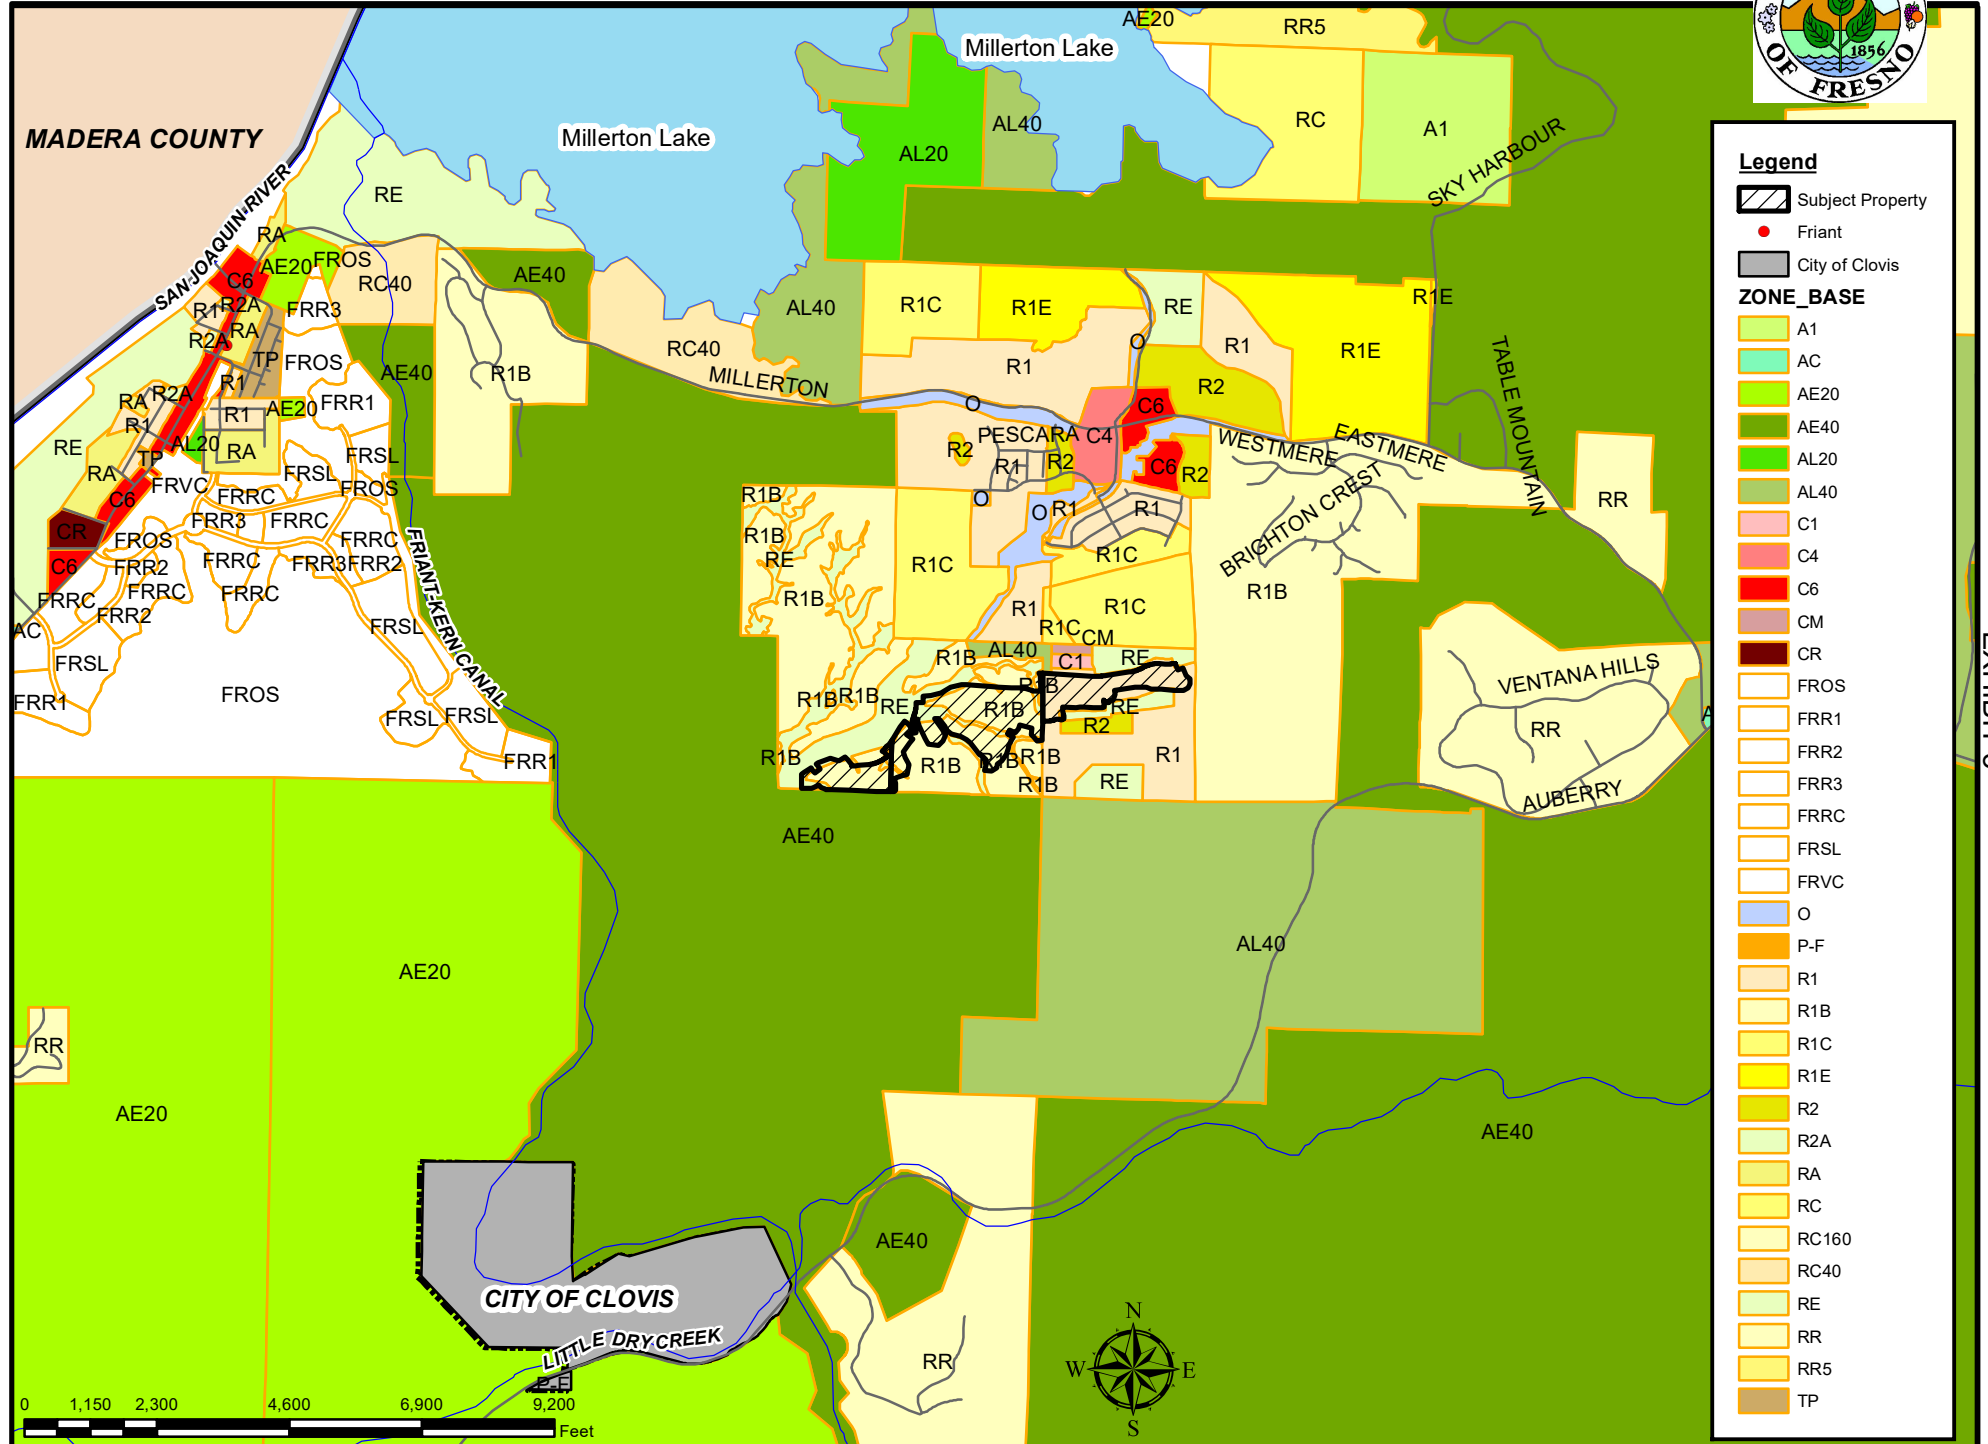 OF FRESNO
1856
Millerton Lake
Millerton Lake
MADERA COUNTY
SAN JOAQUIN RIVER
AE20
RR5
RC
A1
AL20
AL40
SKY HARBOUR
RE
RA
C6
AE20
FROS
RC40
AE40
FRR3
R1
R2A
RA
R2A
TP
FROS
AE40
R1B
RC40
AL40
R1C
R1E
RE
R1
R1E
R1E
O
R1
R2
MILLERTON
TABLE MOUNTAIN
RA
R2A
R1
R1
AE20
FRR1
R1
RE
AL20
RA
TP
RA
FRSL
FRSL
FRVC
FRRC
FROS
C6
FRR3
FRRC
CR
FROS
FRRC
C6
FRR2
FRRC
FRR3
FRR2
FRRC
FRRC
FRRC
FRR2
AC
FRSL
FRSL
FRR1
FROS
FRSL
FRSL
FRR1
FRIANT-KERN CANAL
O
C6
PESCARA
C4
R2
R1
R2
C6
R2
WESTMERE
EASTMERE
BRIGHTON CREST
O
O
R1
R1
R1C
RR
R1B
R1B
RE
R1B
R1C
R1
R1C
R1C
CM
R1B
R1B
AL40
C1
RE
R1B
R1B
R1B
RE
R1B
RE
R2
R1B
R1B
R1B
R1B
R1
R1B
RE
VENTANA HILLS
RR
AUBERRY
AE40
AL40
AE20
RR
AE20
AE40
AE40
RR
CITY OF CLOVIS
LITTLE DRY CREEK
P-F
0 1,150 2,300 4,600 6,900 9,200
Feet
N
W E
S
Legend
Subject Property
Friant
City of Clovis
ZONE_BASE
A1
AC
AE20
AE40
AL20
AL40
C1
C4
C6
CM
CR
FROS
FRR1
FRR2
FRR3
FRRC
FRSL
FRVC
O
P-F
R1
R1B
R1C
R1E
R2
R2A
RA
RC
RC160
RC40
RE
RR
RR5
TP